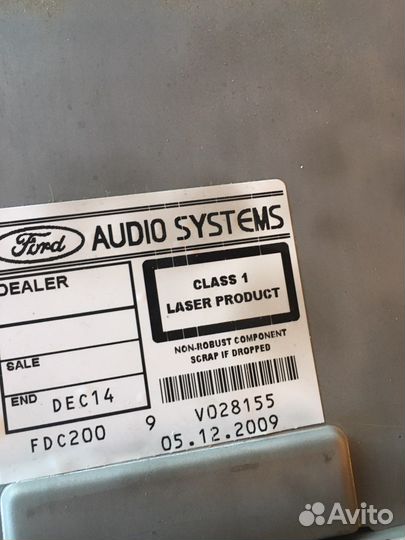 Ford AUDIO SYSTEMS
DEALER
CLASS 1
LASER PRODUCT
NON-ROBUST COMPONENT
SCRAP IF DROPPED
SALE
END DEC14
V028155
FDC200 9 05.12.2009
Avito